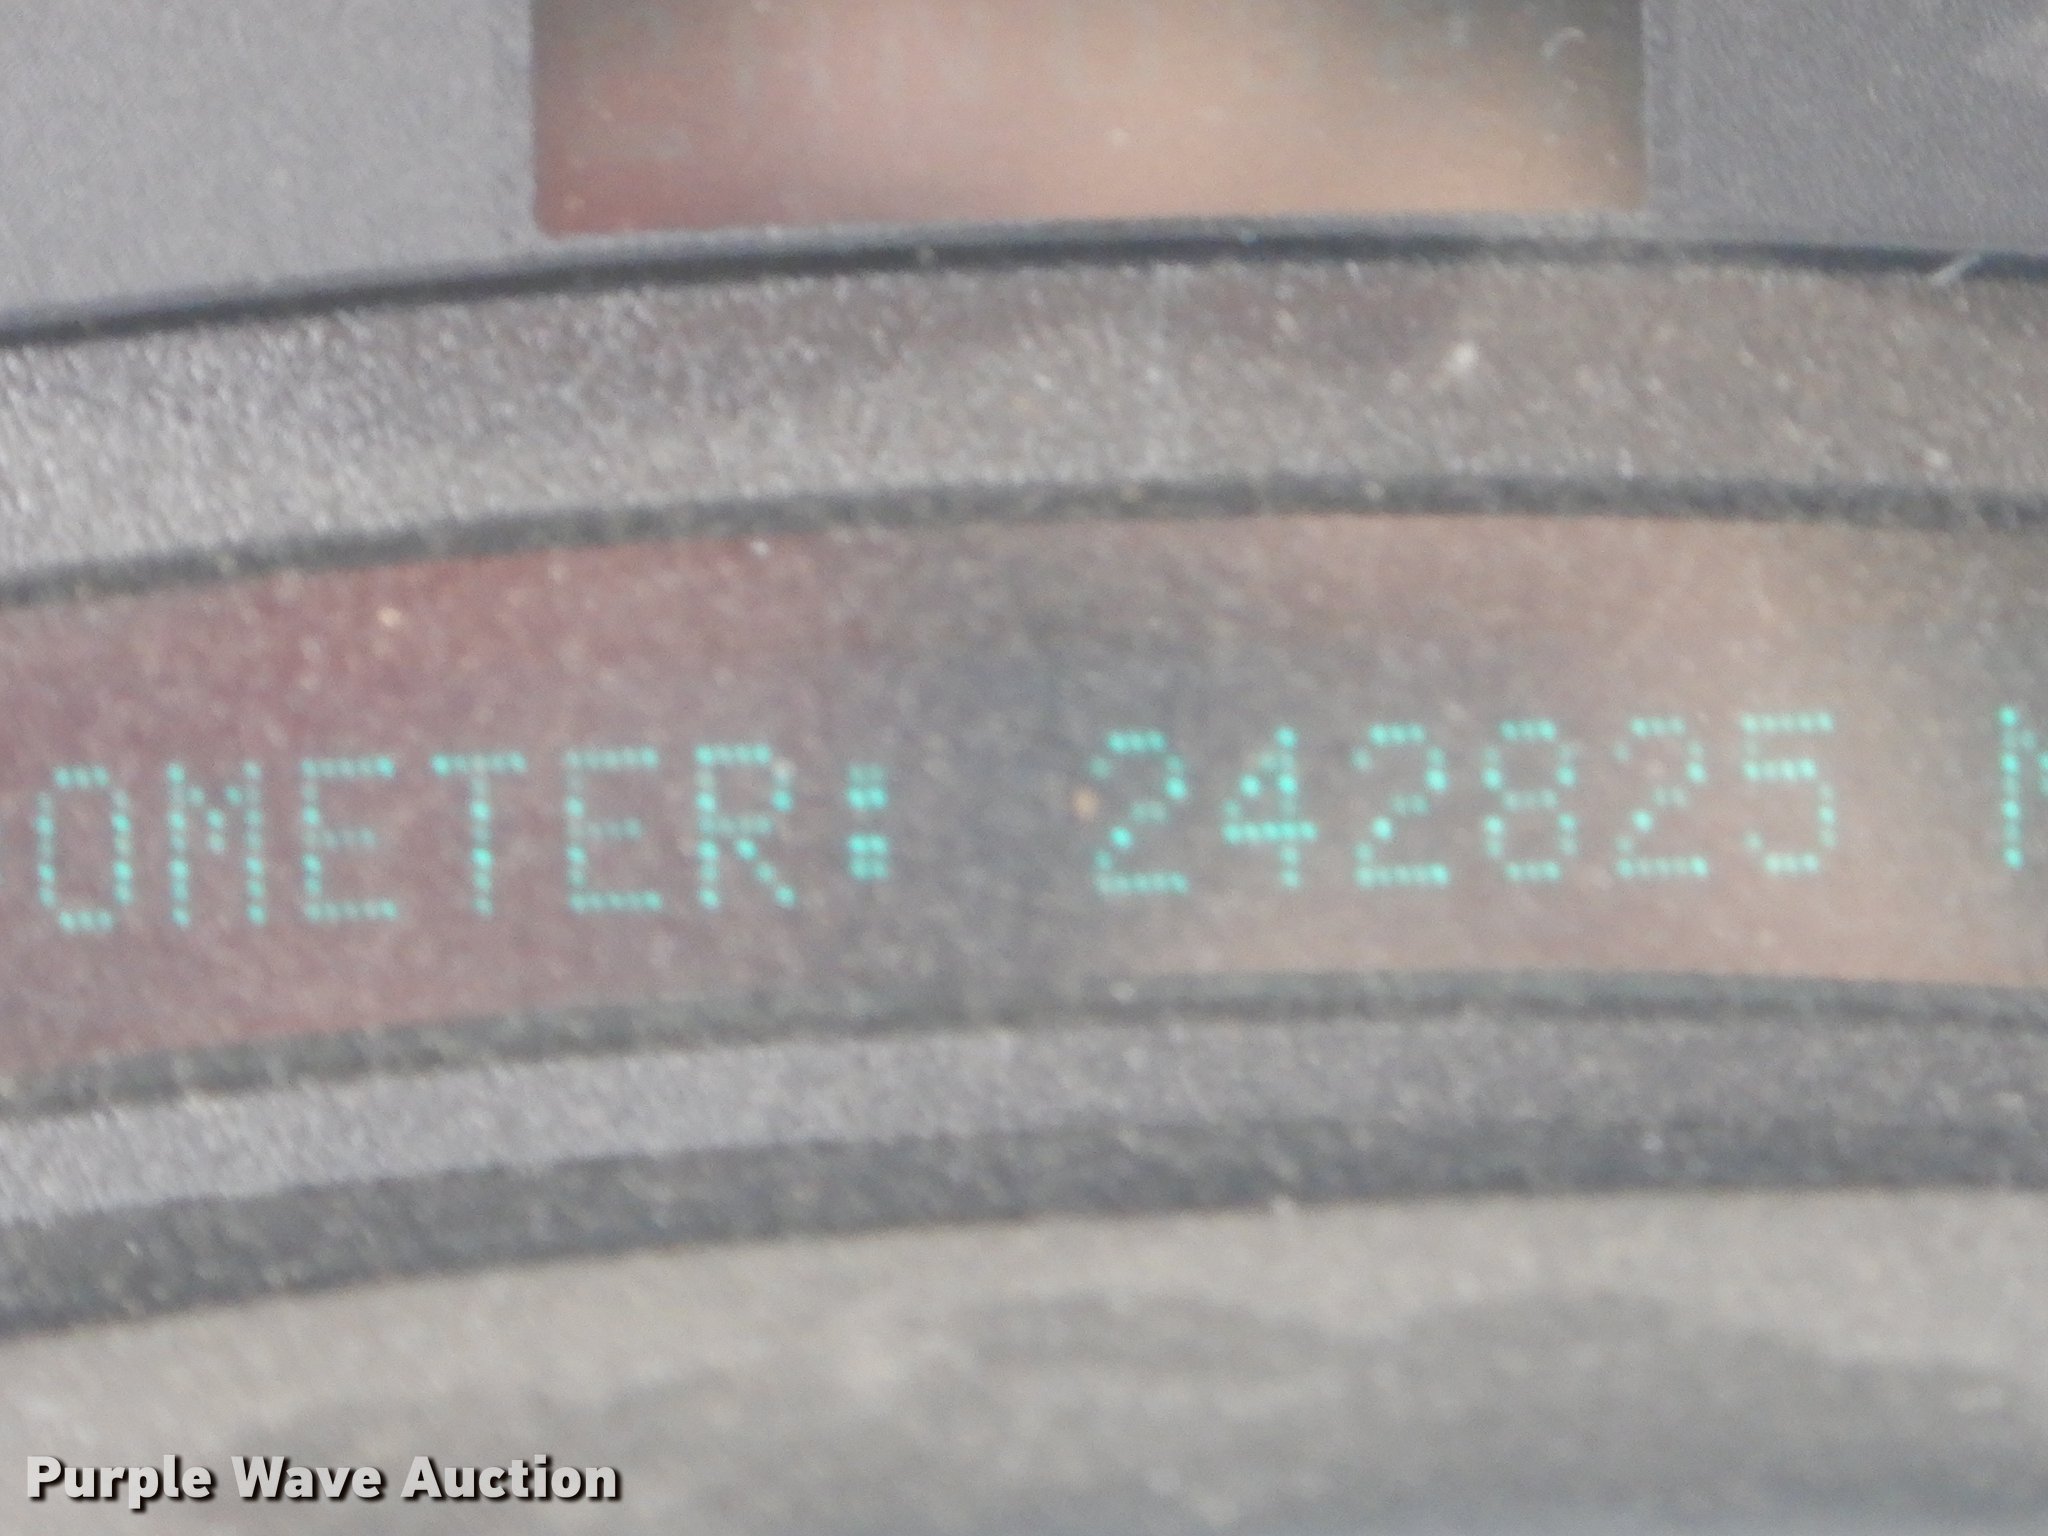 OMETER: 242825 M
Purple Wave Auction